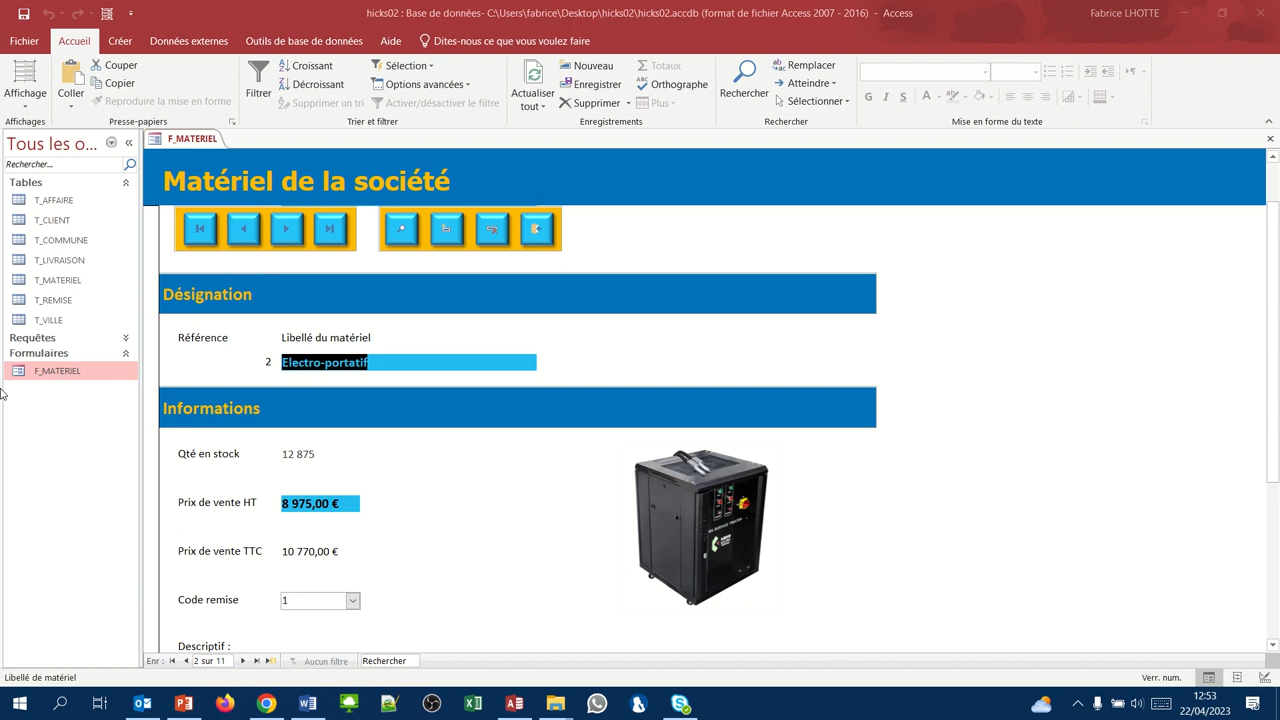 hicks02 : Base de données- C:\Users\fabrice\Desktop\hicks02\hicks02.accdb (format de fichier Access 2007 - 2016) - Access
Fabrice LHOTTE
Fichier Accueil Créer Données externes Outils de base de données Aide Dites-nous ce que vous voulez faire
Affichage
Affichages
Coller
Couper
Copier
Reproduire la mise en forme
Presse-papiers
Filtrer
Croissant
Décroissant
Supprimer un tri
Sélection
Options avancées
Activer/désactiver le filtre
Trier et filtrer
Actualiser
tout
Nouveau
Enregistrer
Supprimer
Totaux
Orthographe
Plus
Enregistrements
Rechercher
Remplacer
Atteindre
Sélectionner
Rechercher
G I S
A
Mise en forme du texte
Tous les o...
Rechercher...
Tables
T_AFFAIRE
T_CLIENT
T_COMMUNE
T_LIVRAISON
T_MATERIEL
T_REMISE
T_VILLE
Requêtes
Formulaires
F_MATERIEL
F_MATERIEL
Matériel de la société
Désignation
Référence Libellé du matériel
2 Electro-portatif
Informations
Qté en stock 12 875
Prix de vente HT 8 975,00 €
Prix de vente TTC 10 770,00 €
Code remise 1
Descriptif :
Enr : 2 sur 11 Aucun filtre Rechercher
Libellé de matériel
Verr. num.
12:53
22/04/2023